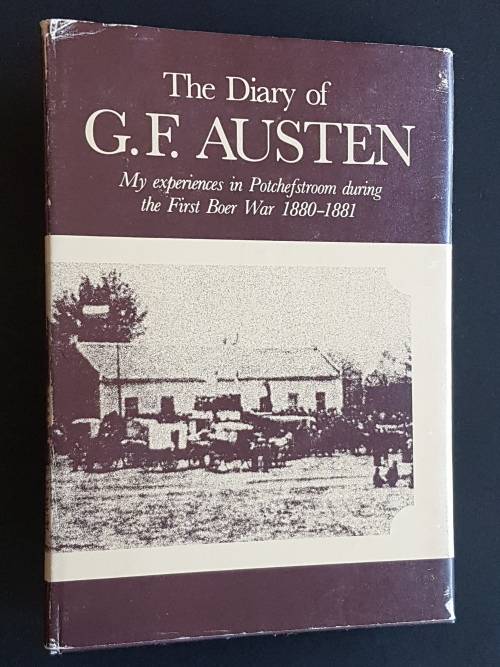 The Diary of
G.F. AUSTEN
My experiences in Potchefstroom during
the First Boer War 1880–1881